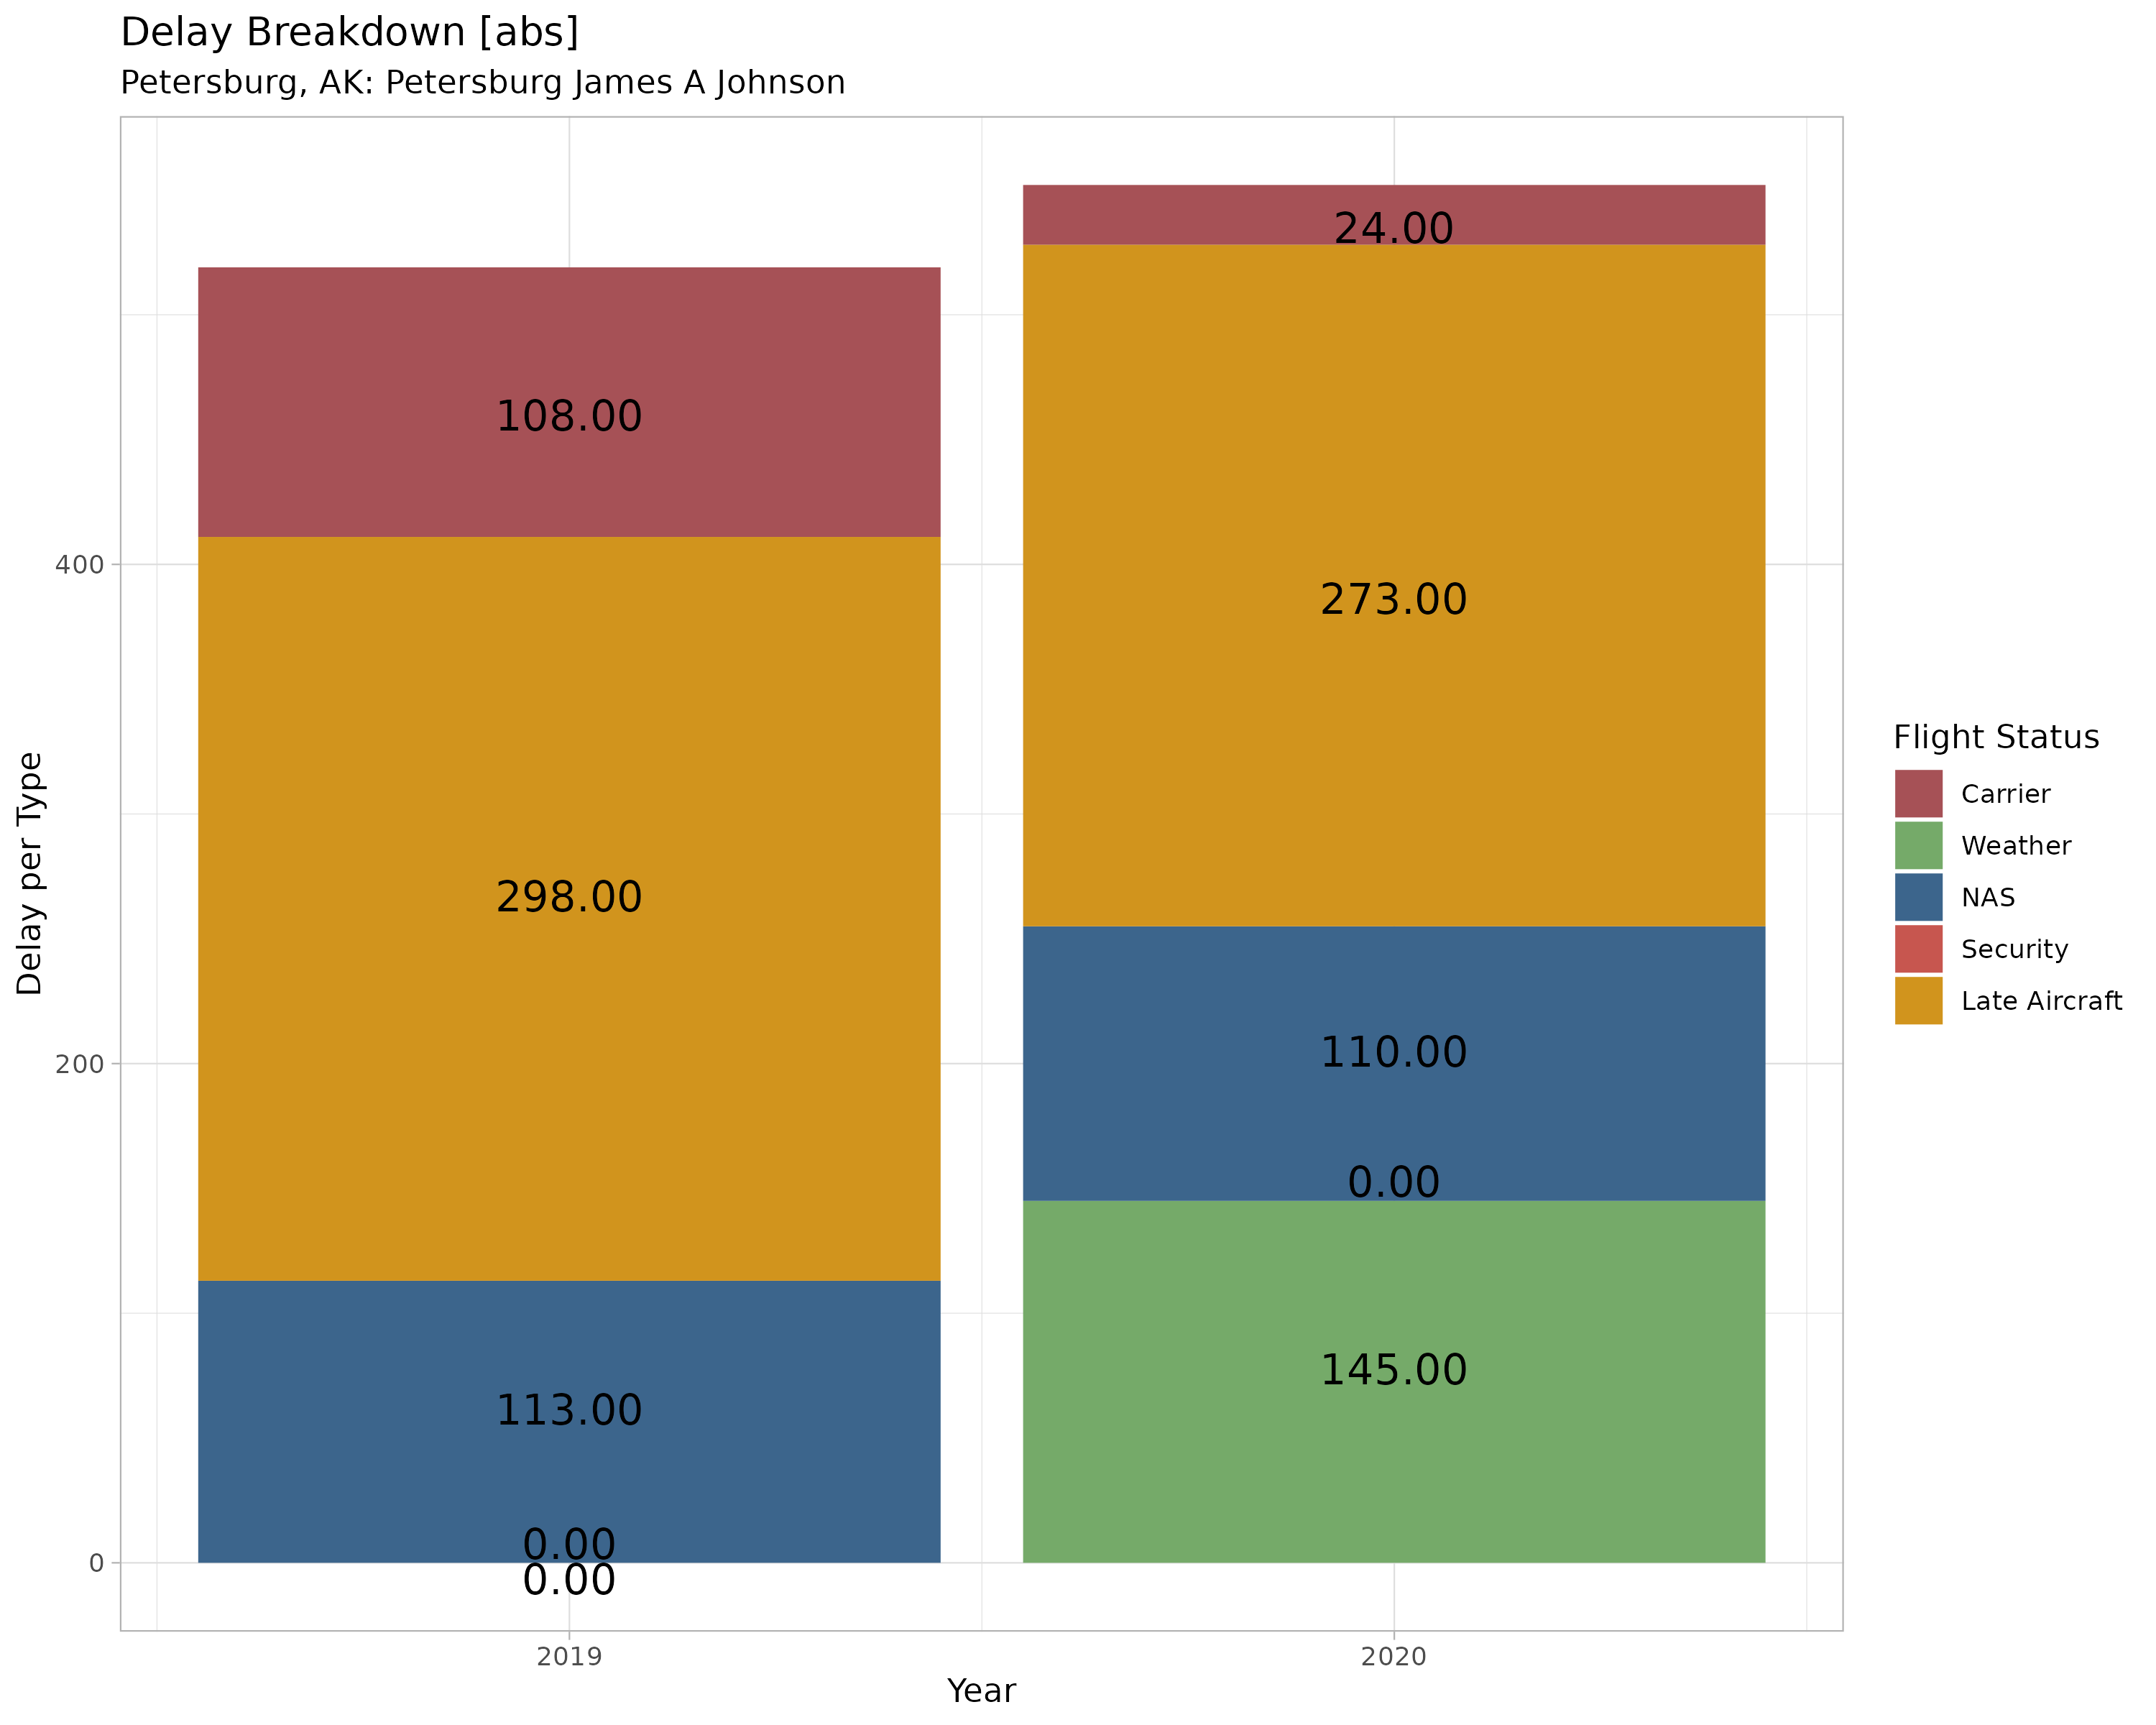 Delay Breakdown [abs]
Petersburg, AK: Petersburg James A Johnson
24.00
108.00
400
273.00
298.00
110.00
200
0.00
145.00
113.00
0.00
0
0.00
2019
2020
Year
Delay per Type
Flight Status
Carrier
Weather
NAS
Security
Late Aircraft